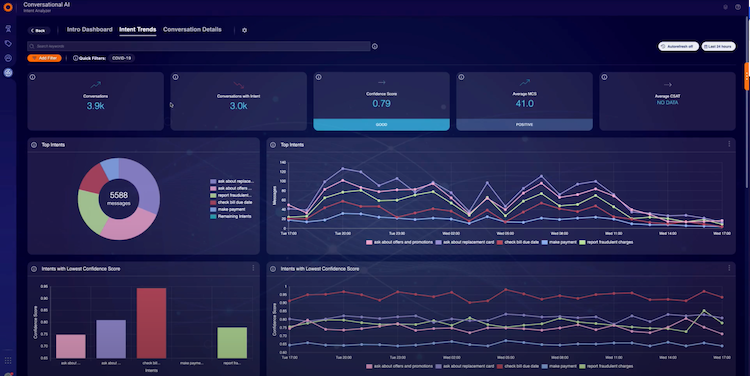 Conversational AI
Intent Analysis
Back
Intro Dashboard
Intent Trends
Conversation Details
Search keyword
Autorefresh off
Last 24 hours
Add Filter
Quick Filters:
COVID-19
Conversations
3.9k
Conversations with Intent
3.0k
Confidence Score
0.79
GOOD
Average MCS
41.0
POSITIVE
Average CSAT
NO DATA
Top Intents
5588
messages
ask about replace...
ask about offers ...
report fraudulent...
check bill due date
make payment
Remaining Intents
Top Intents
Messages
140
120
100
80
60
40
20
0
Tue 17:00
Tue 20:00
Tue 23:00
Wed 02:00
Wed 05:00
Wed 08:00
Wed 11:00
Wed 14:00
Wed 17:00
ask about offers and promotions
ask about replacement card
check bill due date
make payment
report fraudulent charges
Intents with Lowest Confidence Score
Confidence Score
0.95
0.90
0.85
0.80
0.75
0.70
0.65
0.60
ask about ...
ask about ...
check bill...
make payme...
report fra...
Intents
Intents with Lowest Confidence Score
Confidence Score
1
0.95
0.9
0.85
0.8
0.75
0.7
0.65
0.6
Tue 17:00
Tue 20:00
Tue 23:00
Wed 02:00
Wed 05:00
Wed 08:00
Wed 11:00
Wed 14:00
Wed 17:00
ask about offers and promotions
ask about replacement card
check bill due date
make payment
report fraudulent charges